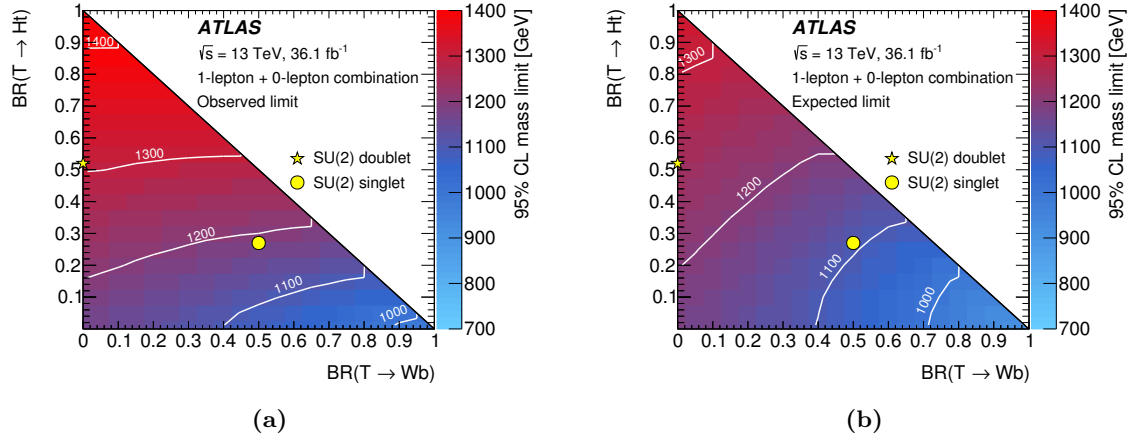 BR(T → Ht)
1
0.9
0.8
0.7
0.6
0.5
0.4
0.3
0.2
0.1
0 0.1 0.2 0.3 0.4 0.5 0.6 0.7 0.8 0.9 1
BR(T → Wb)
ATLAS
√s = 13 TeV, 36.1 fb⁻¹
1-lepton + 0-lepton combination
Observed limit
SU(2) doublet
SU(2) singlet
1400
1300
1200
1100
1000
1400
1300
1200
1100
1000
900
800
700
95% CL mass limit [GeV]
(a)
BR(T → Ht)
1
0.9
0.8
0.7
0.6
0.5
0.4
0.3
0.2
0.1
0 0.1 0.2 0.3 0.4 0.5 0.6 0.7 0.8 0.9 1
BR(T → Wb)
ATLAS
√s = 13 TeV, 36.1 fb⁻¹
1-lepton + 0-lepton combination
Expected limit
SU(2) doublet
SU(2) singlet
1300
1200
1100
1000
1400
1300
1200
1100
1000
900
800
700
95% CL mass limit [GeV]
(b)